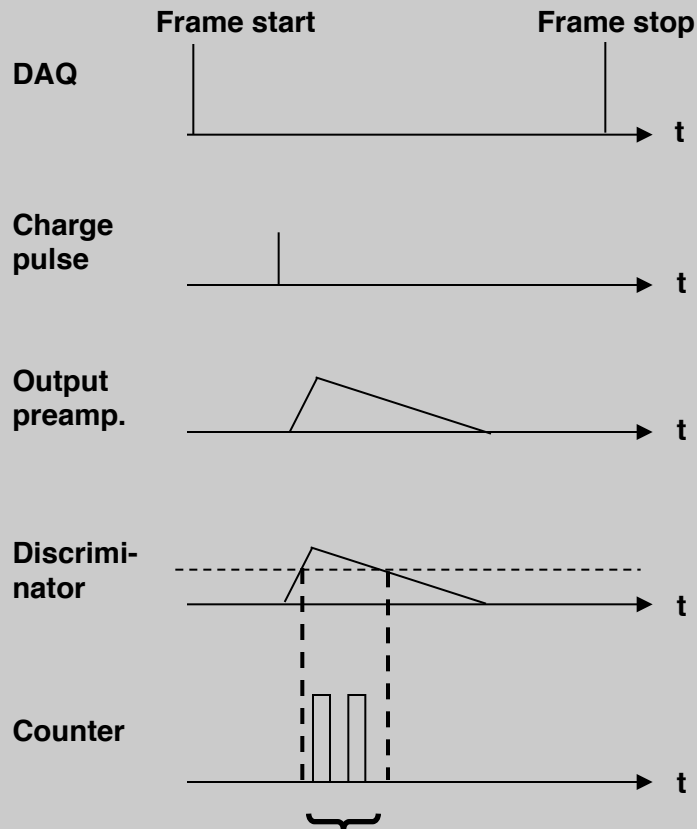 Frame start
Frame stop
DAQ
t
Charge
pulse
t
Output
preamp.
t
Discrimi-
nator
t
Counter
t